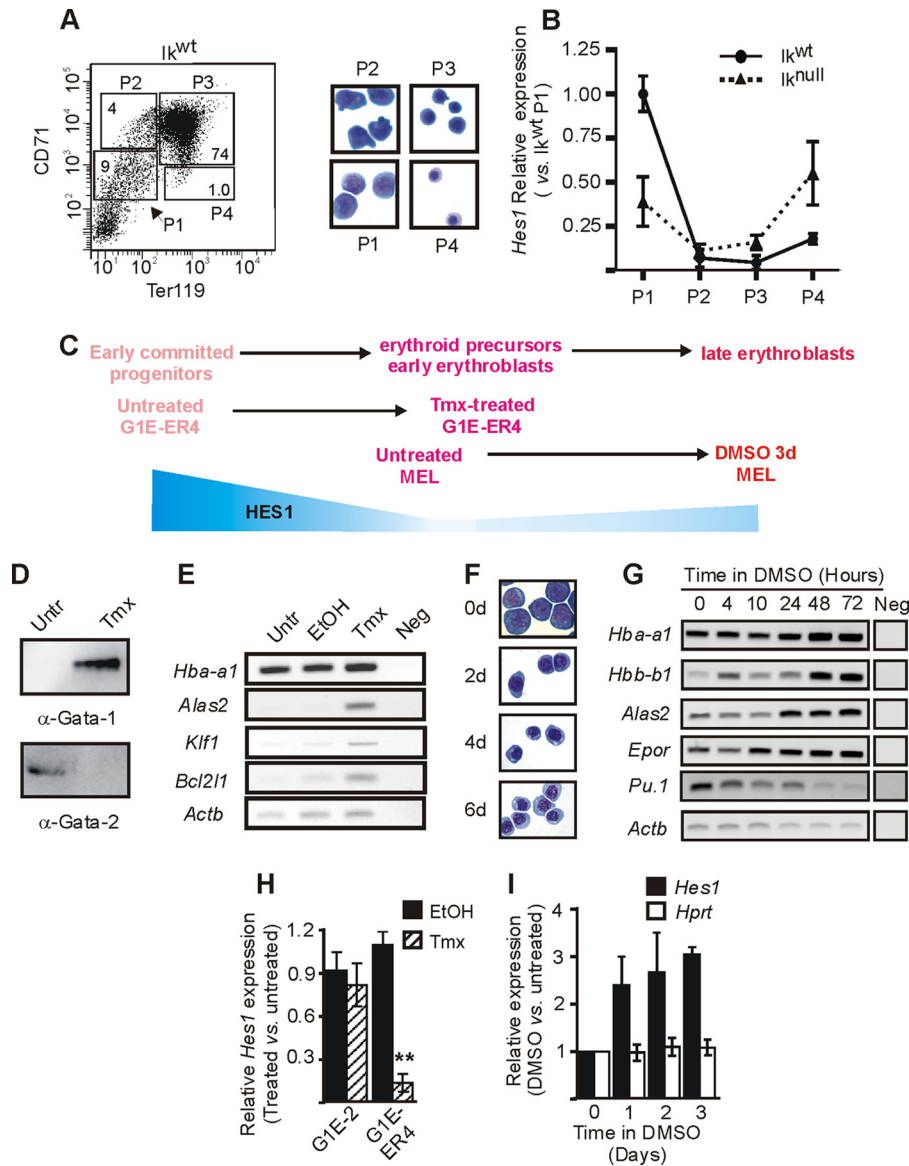 A
Ik^wt
P2
P3
4
9
74
1.0
P1
P4
CD71
10^5
10^4
10^3
10^2
10^1
10^2
10^3
10^4
Ter119
P2
P3
P1
P4
B
Hes1 Relative expression
( vs. Ik^wt P1)
1.25
1.00
0.75
0.50
0.25
Ik^wt
Ik^null
P1
P2
P3
P4
C
Early committed
progenitors
erythroid precursors
early erythroblasts
late erythroblasts
Untreated
G1E-ER4
Tmx-treated
G1E-ER4
Untreated
MEL
DMSO 3d
MEL
HES1
D
Untr
Tmx
α-Gata-1
α-Gata-2
E
Untr
EtOH
Tmx
Neg
Hba-a1
Alas2
Klf1
Bcl2l1
Actb
F
0d
2d
4d
6d
G
Time in DMSO (Hours)
0 4 10 24 48 72 Neg
Hba-a1
Hbb-b1
Alas2
Epor
Pu.1
Actb
H
Relative Hes1 expression
(Treated vs. untreated)
1.2
0.9
0.6
0.3
EtOH
Tmx
**
G1E-2
G1E-
ER4
I
Relative expression
(DMSO vs. untreated)
4
3
2
1
Hes1
Hprt
0 1 2 3
Time in DMSO
(Days)